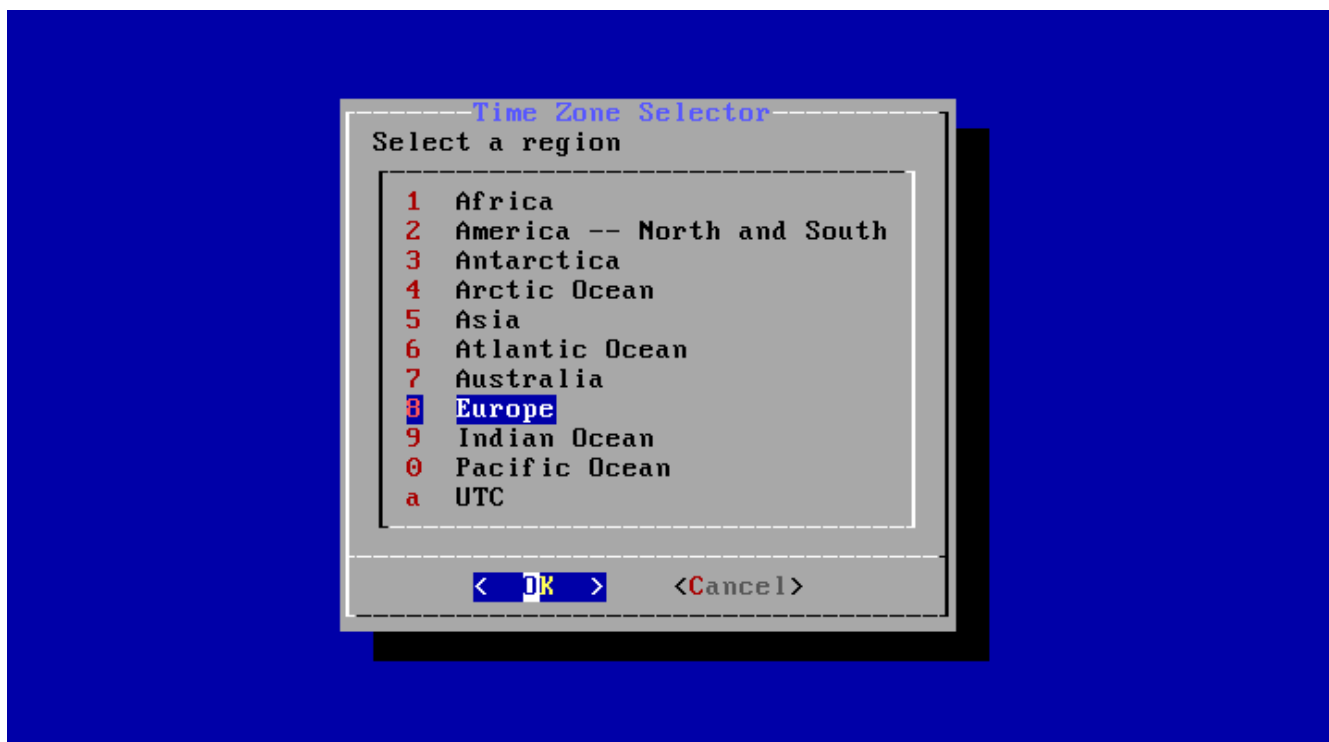 Time Zone Selector
Select a region
1 Africa
2 America -- North and South
3 Antarctica
4 Arctic Ocean
5 Asia
6 Atlantic Ocean
7 Australia
8 Europe
9 Indian Ocean
0 Pacific Ocean
a UTC
< OK > <Cancel>